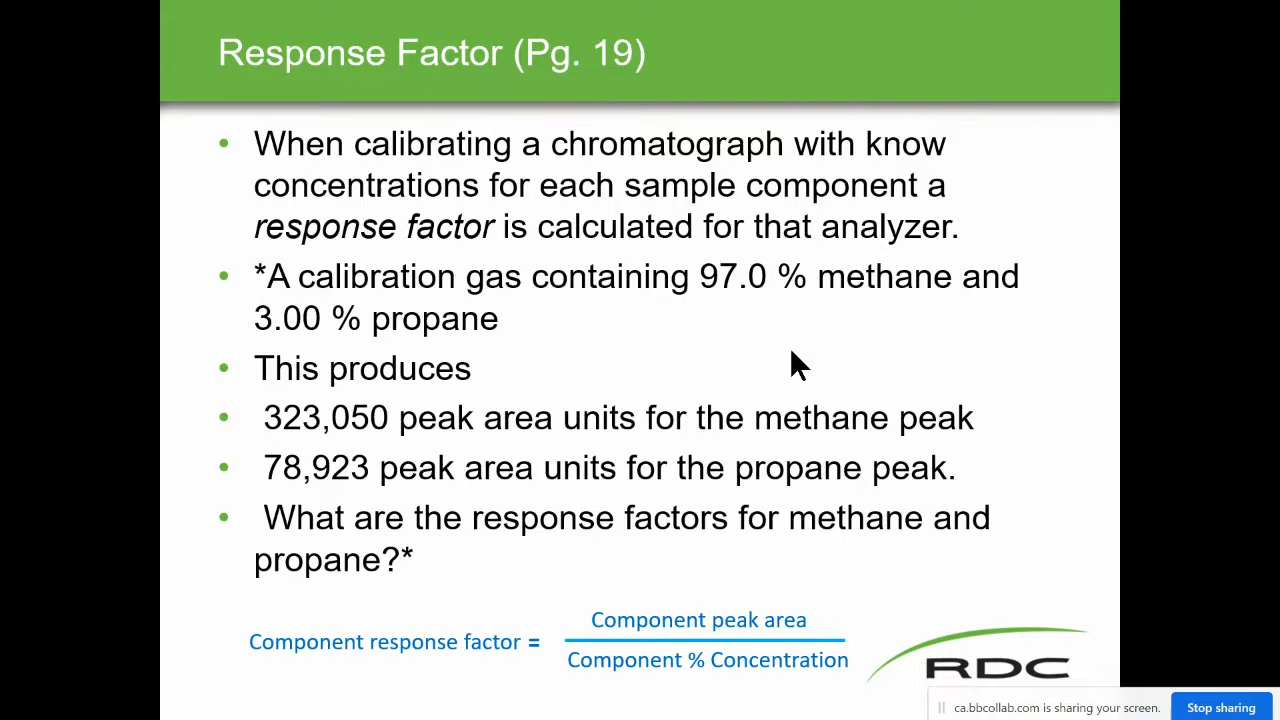 Response Factor (Pg. 19)
• When calibrating a chromatograph with know
concentrations for each sample component a
response factor is calculated for that analyzer.
• *A calibration gas containing 97.0 % methane and
3.00 % propane
• This produces
• 323,050 peak area units for the methane peak
• 78,923 peak area units for the propane peak.
• What are the response factors for methane and
propane?*
Component peak area
Component response factor =
Component % Concentration
RDC
ca.bbcollab.com is sharing your screen.
Stop sharing